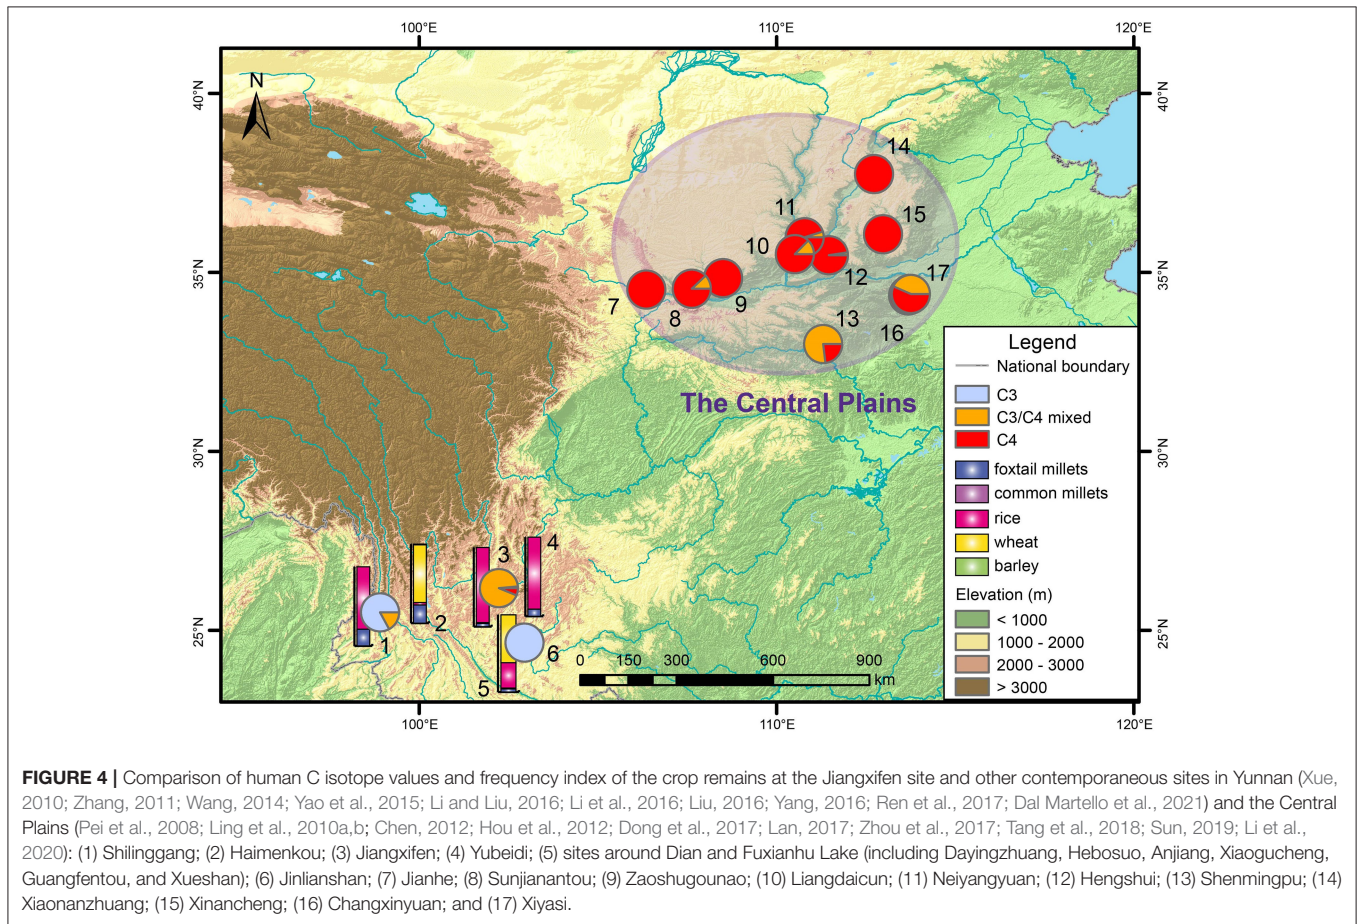 100°E
110°E
120°E
N
40°N
40°N
14
11
15
10
12
17
35°N
35°N
7
8
9
13
16
Legend
National boundary
The Central Plains
C3
C3/C4 mixed
C4
30°N
30°N
foxtail millets
common millets
rice
4
3
wheat
barley
Elevation (m)
< 1000
2
25°N
25°N
1
6
1000 - 2000
0 150 300 600 900
2000 - 3000
km
5
> 3000
100°E
110°E
120°E
FIGURE 4 | Comparison of human C isotope values and frequency index of the crop remains at the Jiangxifen site and other contemporaneous sites in Yunnan (Xue,
2010; Zhang, 2011; Wang, 2014; Yao et al., 2015; Li and Liu, 2016; Li et al., 2016; Liu, 2016; Yang, 2016; Ren et al., 2017; Dal Martello et al., 2021) and the Central
Plains (Pei et al., 2008; Ling et al., 2010a,b; Chen, 2012; Hou et al., 2012; Dong et al., 2017; Lan, 2017; Zhou et al., 2017; Tang et al., 2018; Sun, 2019; Li et al.,
2020): (1) Shilinggang; (2) Haimenkou; (3) Jiangxifen; (4) Yubeidi; (5) sites around Dian and Fuxianhu Lake (including Dayingzhuang, Hebosuo, Anjiang, Xiaogucheng,
Guangfentou, and Xueshan); (6) Jinlianshan; (7) Jianhe; (8) Sunjianantou; (9) Zaoshugounao; (10) Liangdaicun; (11) Neiyangyuan; (12) Hengshui; (13) Shenmingpu; (14)
Xiaonanzhuang; (15) Xinancheng; (16) Changxinyuan; and (17) Xiyasi.